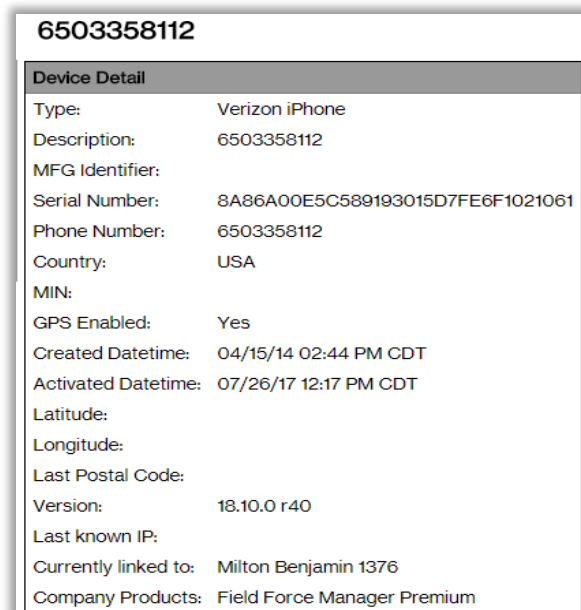 6503358112
Device Detail
Type: Verizon iPhone
Description: 6503358112
MFG Identifier:
Serial Number: 8A86A00E5C589193015D7FE6F1021061
Phone Number: 6503358112
Country: USA
MIN:
GPS Enabled: Yes
Created Datetime: 04/15/14 02:44 PM CDT
Activated Datetime: 07/26/17 12:17 PM CDT
Latitude:
Longitude:
Last Postal Code:
Version: 18.10.0 r40
Last known IP:
Currently linked to: Milton Benjamin 1376
Company Products: Field Force Manager Premium